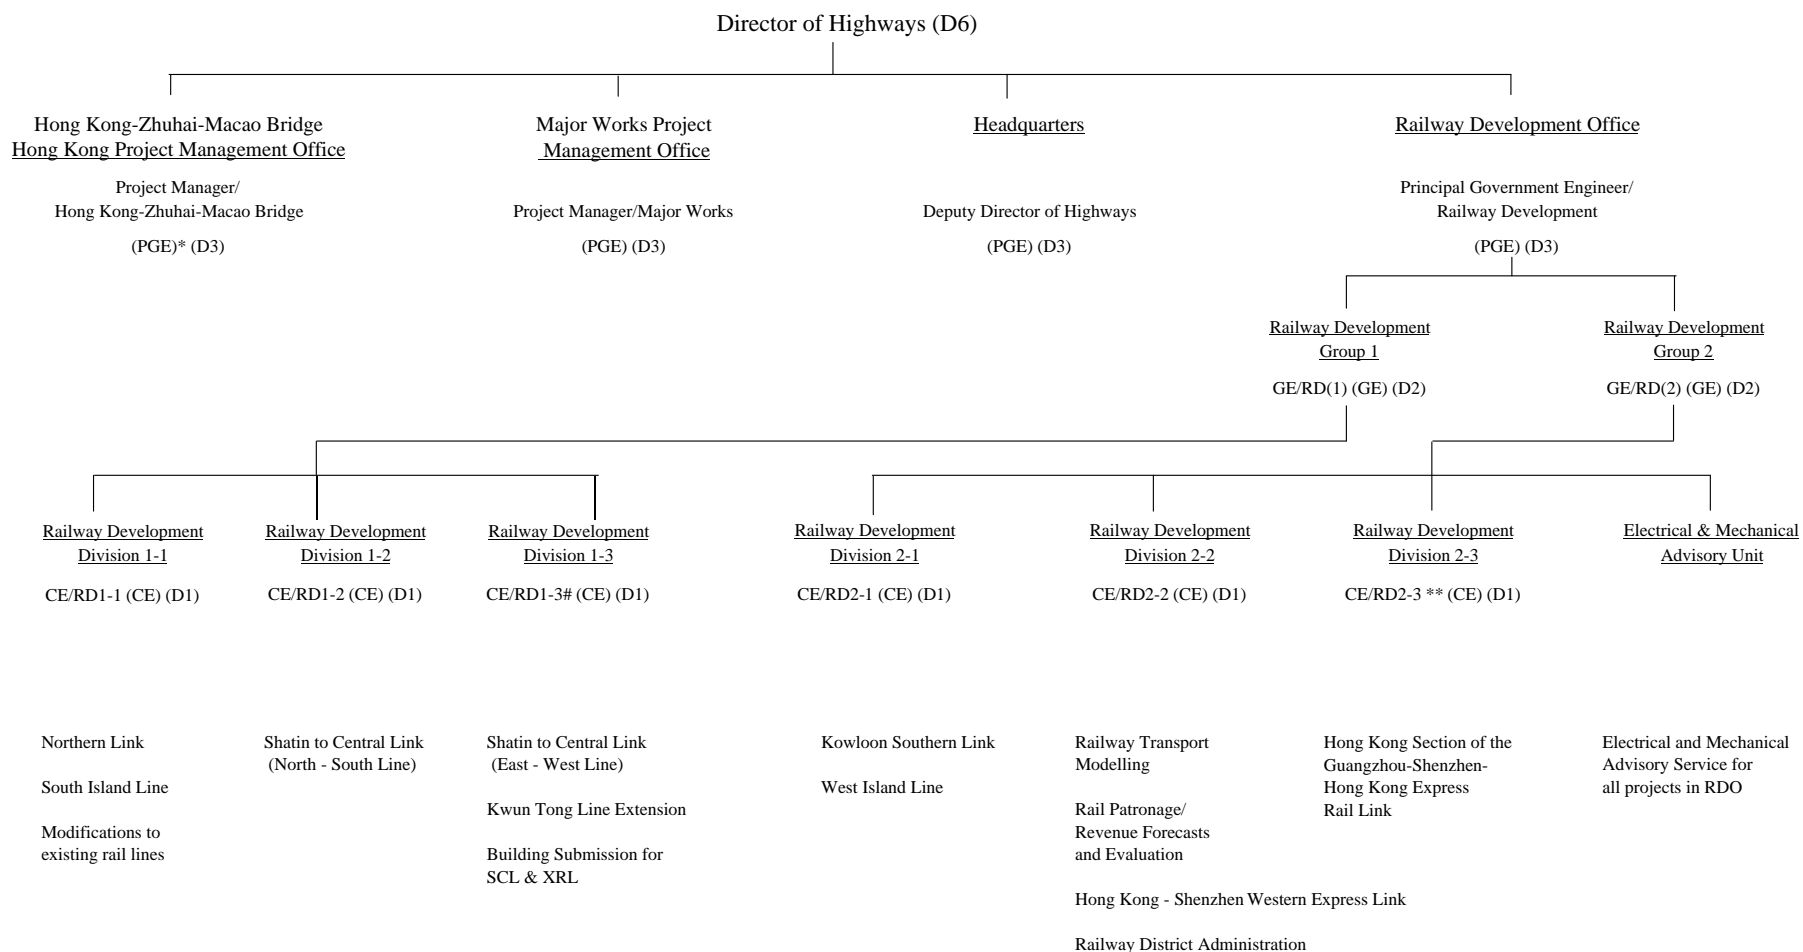 Director of Highways (D6)
Hong Kong-Zhuhai-Macao Bridge
Hong Kong Project Management Office
Project Manager/
Hong Kong-Zhuhai-Macao Bridge
(PGE)* (D3)
Major Works Project
Management Office
Project Manager/Major Works
(PGE) (D3)
Headquarters
Deputy Director of Highways
(PGE) (D3)
Railway Development Office
Principal Government Engineer/
Railway Development
(PGE) (D3)
Railway Development
Group 1
GE/RD(1) (GE) (D2)
Railway Development
Group 2
GE/RD(2) (GE) (D2)
Railway Development
Division 1-1
CE/RD1-1 (CE) (D1)
Northern Link
South Island Line
Modifications to
existing rail lines
Railway Development
Division 1-2
CE/RD1-2 (CE) (D1)
Shatin to Central Link
(North - South Line)
Railway Development
Division 1-3
CE/RD1-3# (CE) (D1)
Shatin to Central Link
(East - West Line)
Kwun Tong Line Extension
Building Submission for
SCL & XRL
Railway Development
Division 2-1
CE/RD2-1 (CE) (D1)
Kowloon Southern Link
West Island Line
Railway Development
Division 2-2
CE/RD2-2 (CE) (D1)
Railway Transport
Modelling
Rail Patronage/
Revenue Forecasts
and Evaluation
Hong Kong - Shenzhen Western Express Link
Railway District Administration
Railway Development
Division 2-3
CE/RD2-3 ** (CE) (D1)
Hong Kong Section of the
Guangzhou-Shenzhen-
Hong Kong Express
Rail Link
Electrical & Mechanical
Advisory Unit
Electrical and Mechanical
Advisory Service for
all projects in RDO